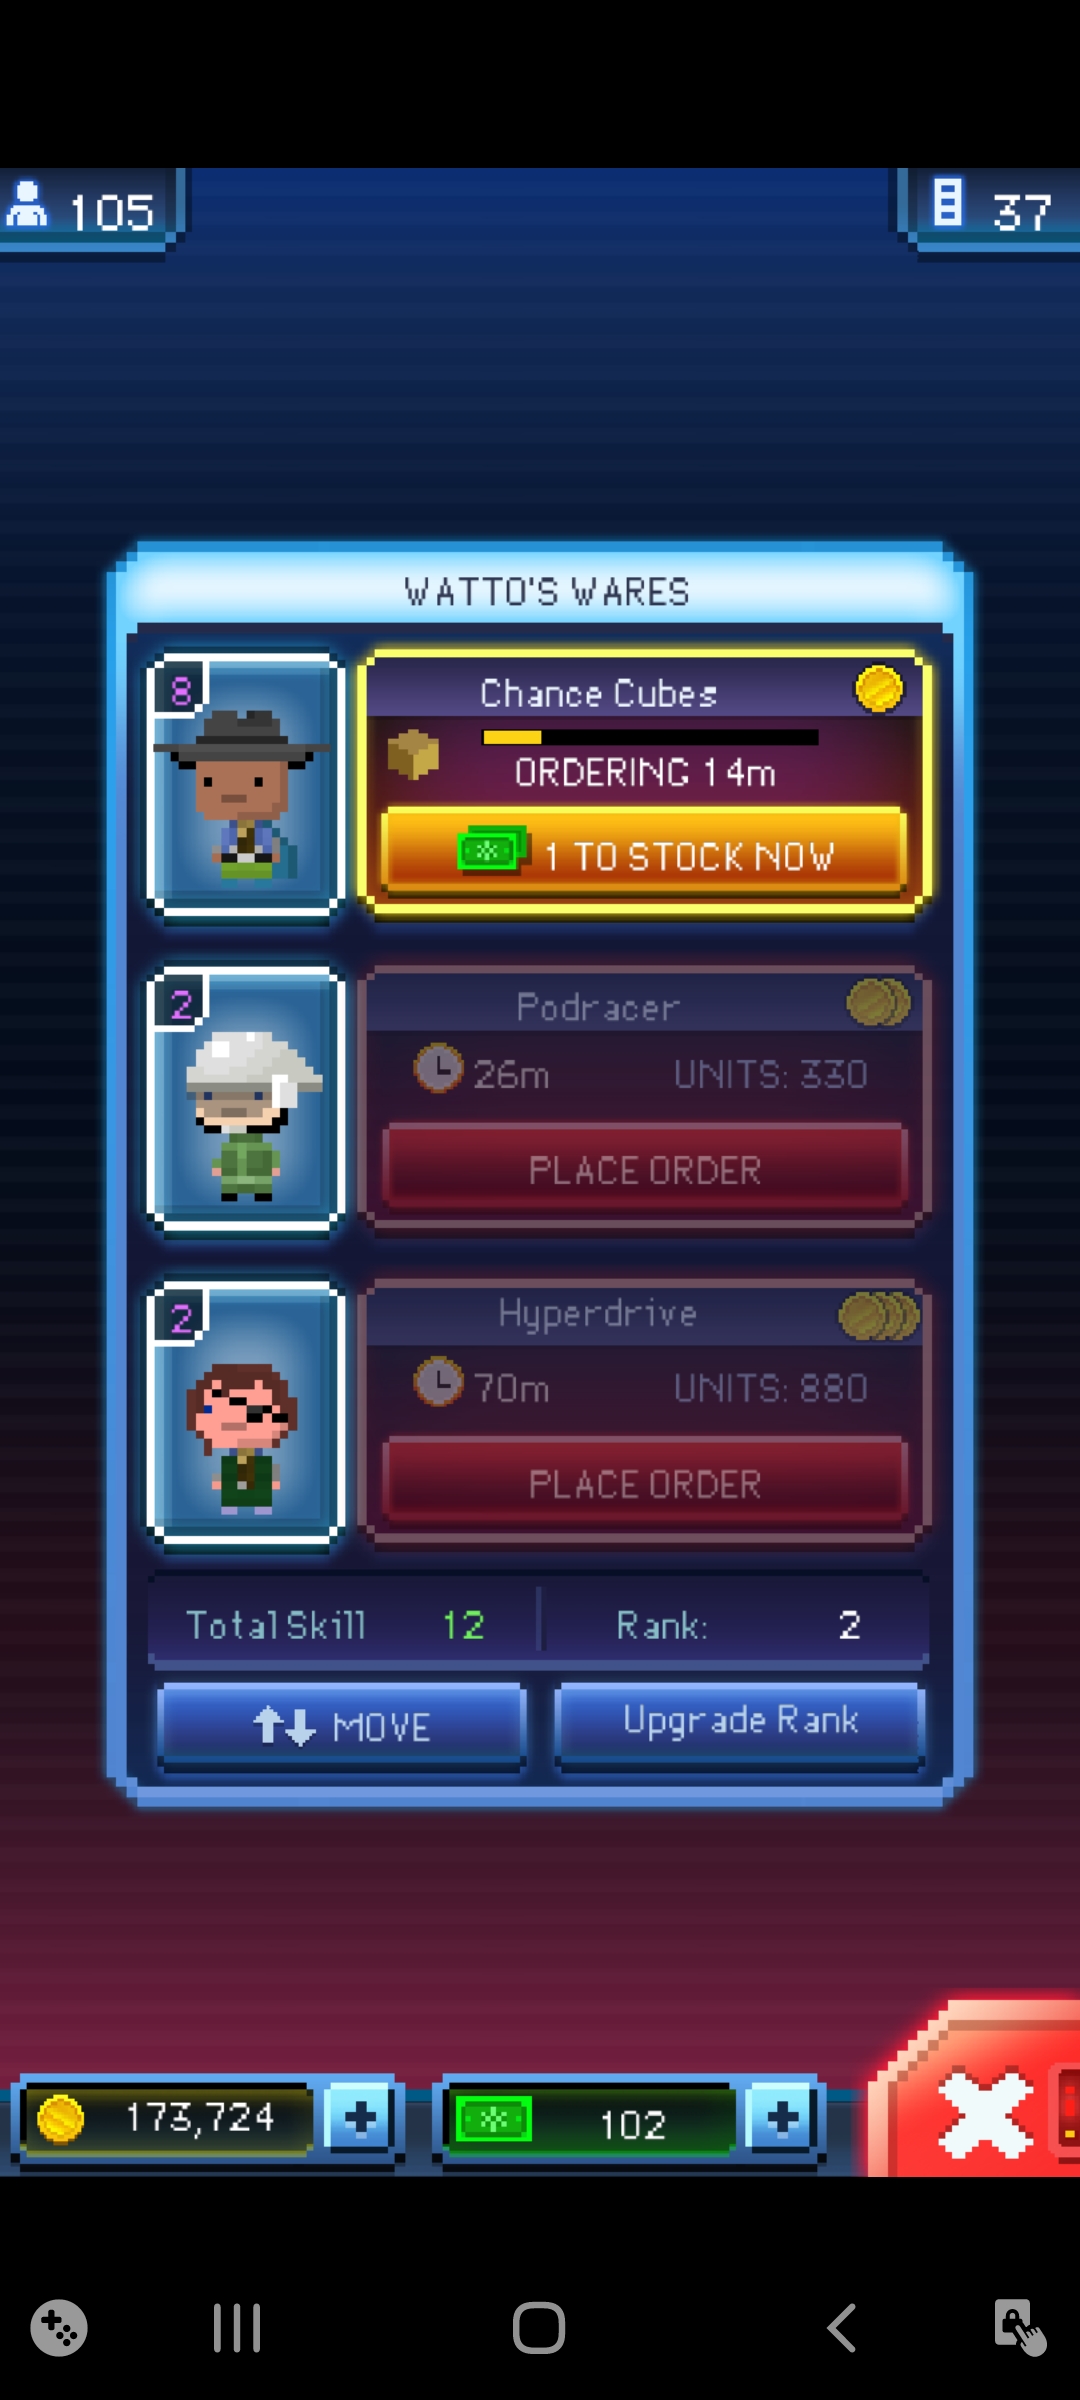 105
37
WATTO'S WARES
8
Chance Cubes
ORDERING 14m
1 TO STOCK NOW
2
Podracer
26m UNITS: 330
PLACE ORDER
2
Hyperdrive
70m UNITS: 880
PLACE ORDER
Total Skill 12 Rank: 2
MOVE Upgrade Rank
173,724 102